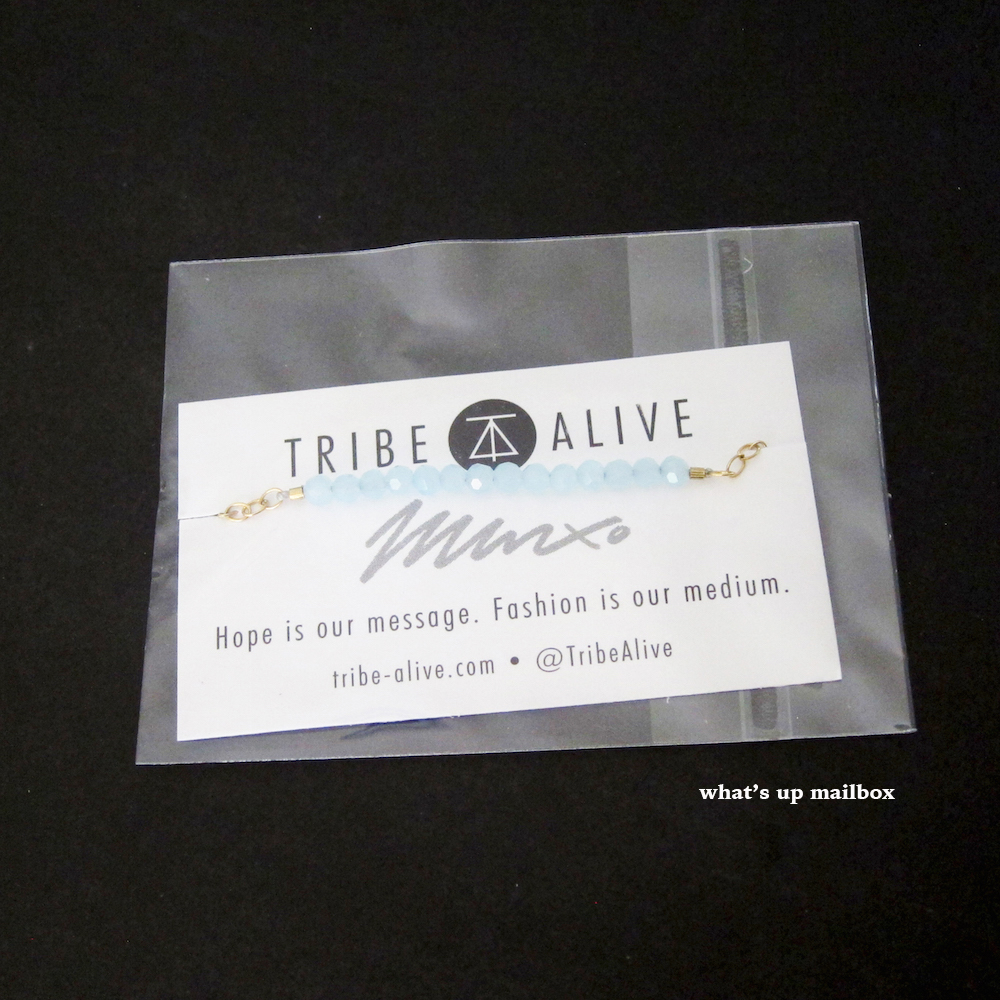 TRIBE ALIVE
Hope is our message. Fashion is our medium.
tribe-alive.com • @TribeAlive
what's up mailbox